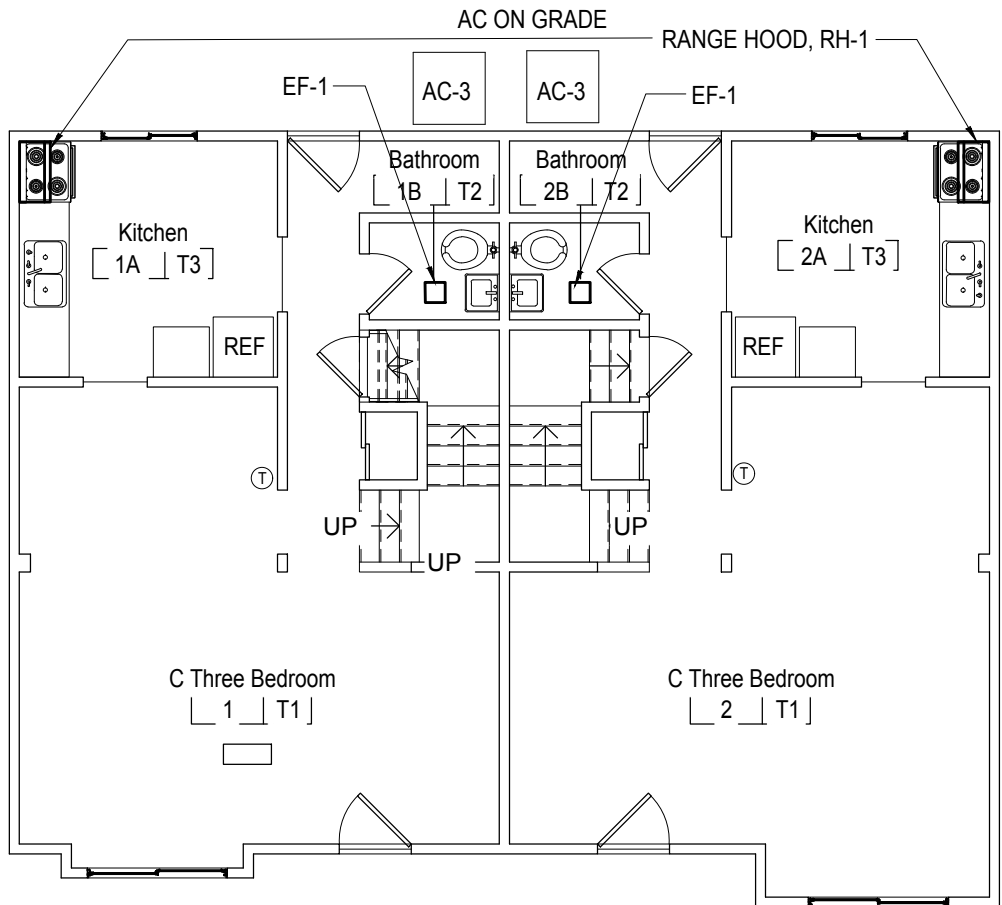 AC ON GRADE
RANGE HOOD, RH-1
EF-1
AC-3
AC-3
EF-1
Bathroom
1B T2
Bathroom
2B T2
Kitchen
1A T3
Kitchen
2A T3
REF
REF
T
T
UP
UP
UP
C Three Bedroom
1 T1
C Three Bedroom
2 T1